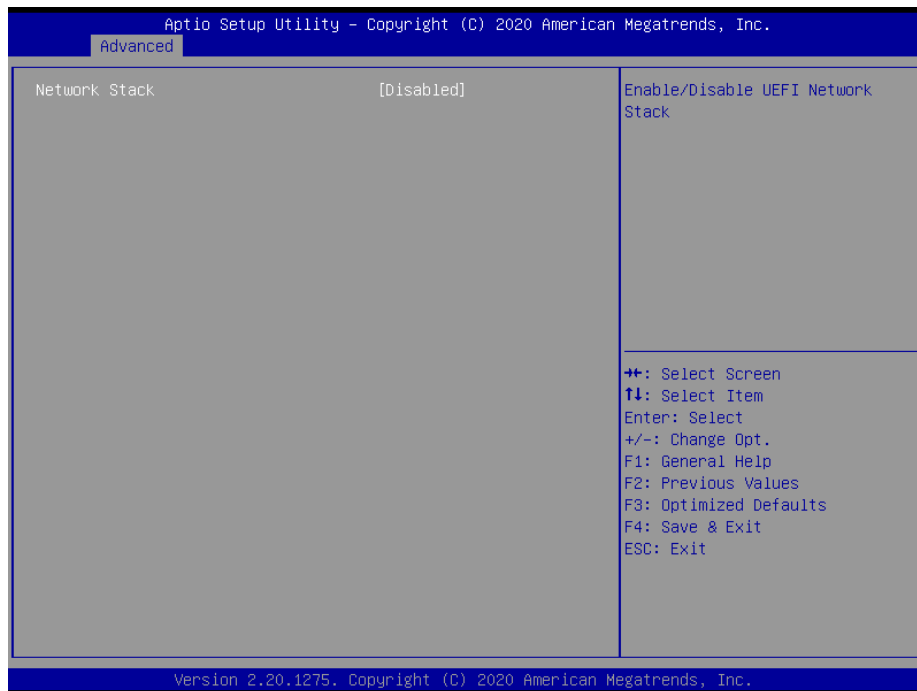 Aptio Setup Utility – Copyright (C) 2020 American Megatrends, Inc.
Advanced
Network Stack [Disabled]
Enable/Disable UEFI Network
Stack
→←: Select Screen
↑↓: Select Item
Enter: Select
+/-: Change Opt.
F1: General Help
F2: Previous Values
F3: Optimized Defaults
F4: Save & Exit
ESC: Exit
Version 2.20.1275. Copyright (C) 2020 American Megatrends, Inc.